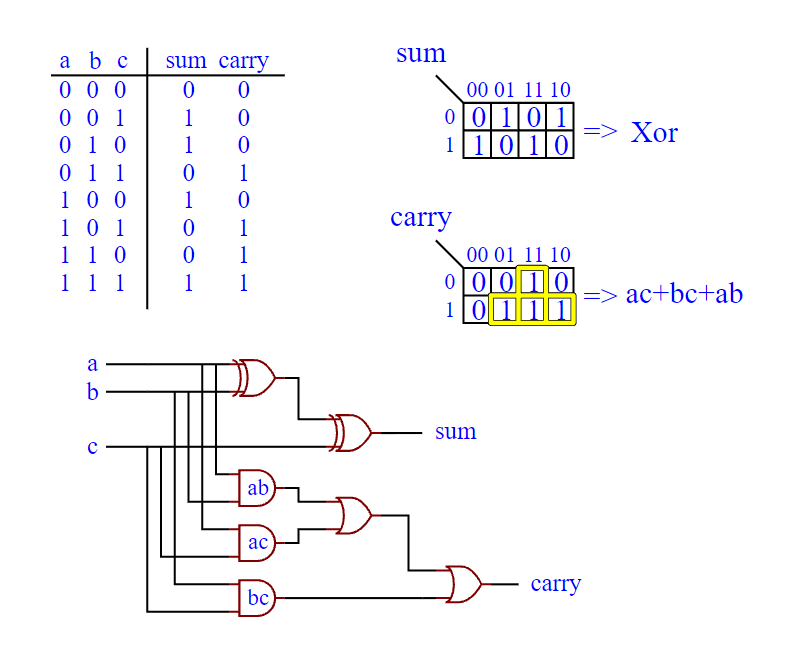 a b c sum carry
0 0 0 0 0
0 0 1 1 0
0 1 0 1 0
0 1 1 0 1
1 0 0 1 0
1 0 1 0 1
1 1 0 0 1
1 1 1 1 1
sum
00 01 11 10
0 0 1 0 1
1 1 0 1 0
=> Xor
carry
00 01 11 10
0 0 0 1 0
1 0 1 1 1
=> ac+bc+ab
a
b
c
sum
ab
ac
bc
carry